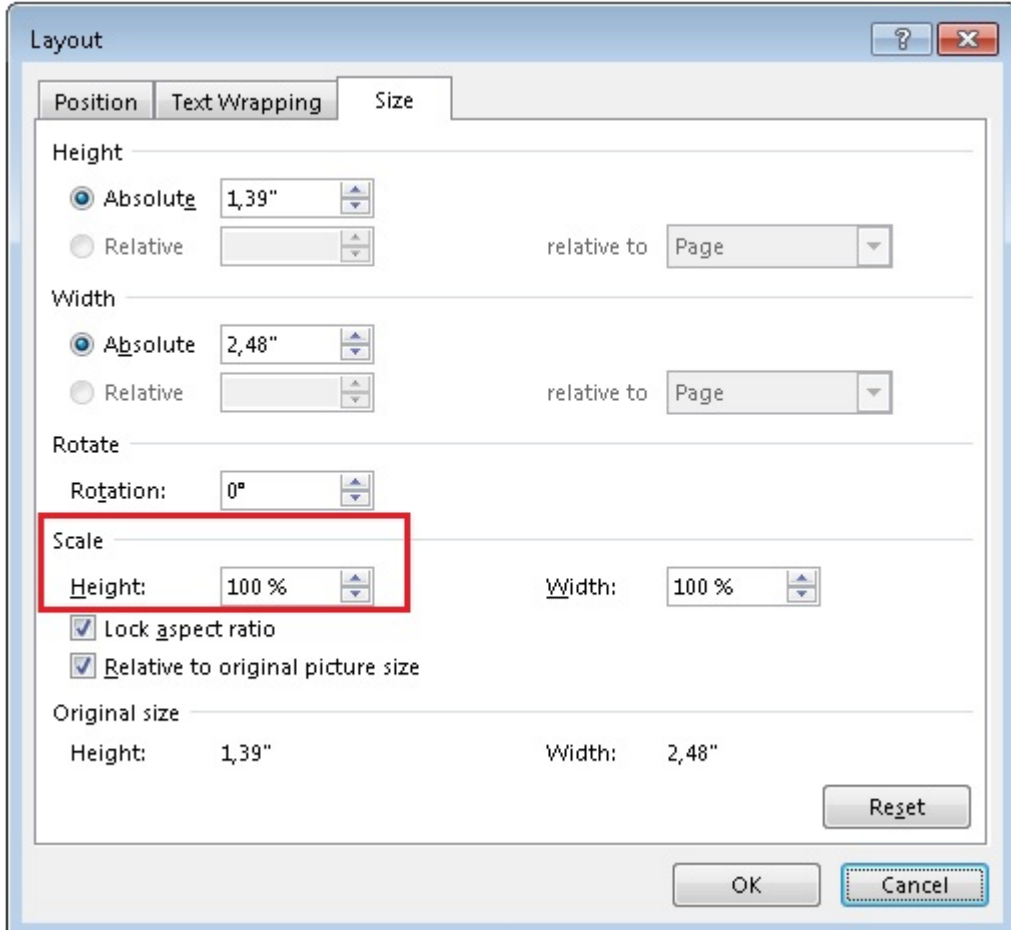 Layout
Position Text Wrapping Size
Height
Absolute 1,39"
Relative relative to Page
Width
Absolute 2,48"
Relative relative to Page
Rotate
Rotation: 0°
Scale
Height: 100 % Width: 100 %
Lock aspect ratio
Relative to original picture size
Original size
Height: 1,39" Width: 2,48"
Reset
OK Cancel